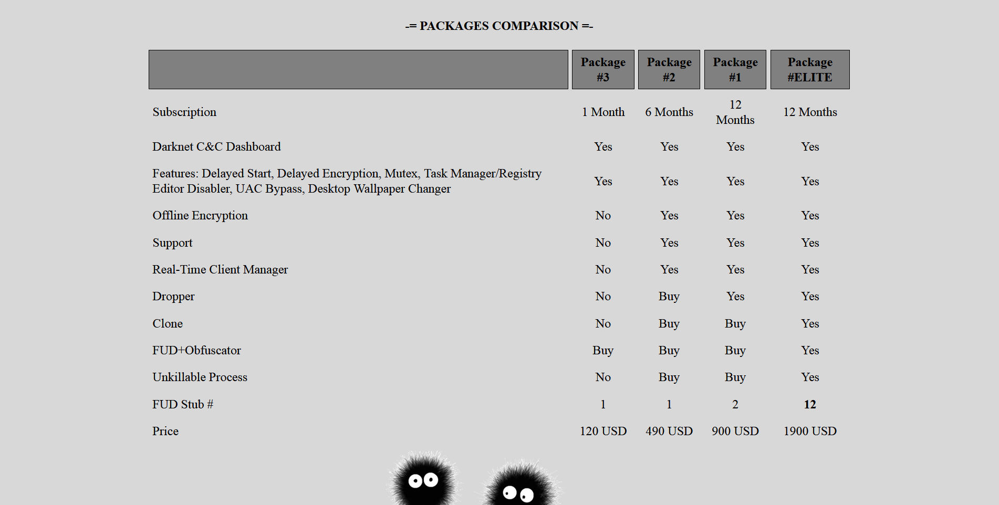 -= PACKAGES COMPARISON =-
Package #3 Package #2 Package #1 Package #ELITE
Subscription 1 Month 6 Months 12 Months 12 Months
Darknet C&C Dashboard Yes Yes Yes Yes
Features: Delayed Start, Delayed Encryption, Mutex, Task Manager/Registry
Editor Disabler, UAC Bypass, Desktop Wallpaper Changer Yes Yes Yes Yes
Offline Encryption No Yes Yes Yes
Support No Yes Yes Yes
Real-Time Client Manager No Yes Yes Yes
Dropper No Buy Yes Yes
Clone No Buy Buy Yes
FUD+Obfuscator Buy Buy Buy Yes
Unkillable Process No Buy Buy Yes
FUD Stub # 1 1 2 12
Price 120 USD 490 USD 900 USD 1900 USD